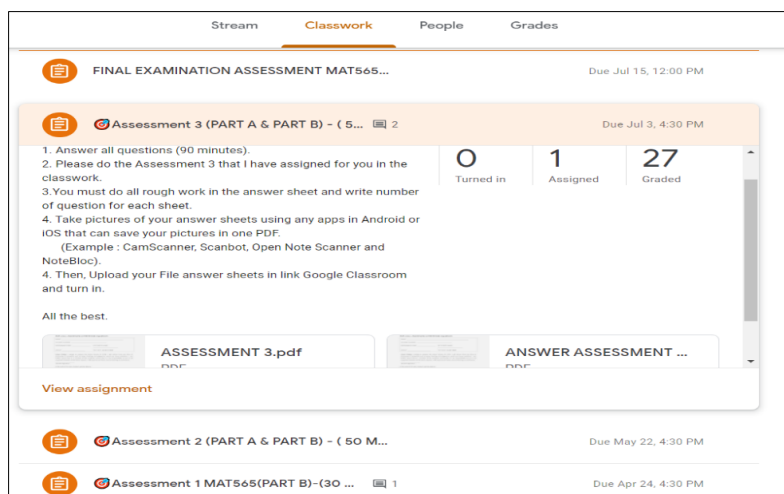 Stream Classwork People Grades
FINAL EXAMINATION ASSESSMENT MAT565... Due Jul 15, 12:00 PM
🎯Assessment 3 (PART A & PART B) - ( 5... 2 Due Jul 3, 4:30 PM
1. Answer all questions (90 minutes).
2. Please do the Assessment 3 that I have assigned for you in the
classwork.
3.You must do all rough work in the answer sheet and write number
of question for each sheet.
4. Take pictures of your answer sheets using any apps in Android or
iOS that can save your pictures in one PDF.
(Example : CamScanner, Scanbot, Open Note Scanner and
NoteBloc).
4. Then, Upload your File answer sheets in link Google Classroom
and turn in.
All the best.
0 1 27
Turned in Assigned Graded
ASSESSMENT 3.pdf ANSWER ASSESSMENT ...
PDF PDF
View assignment
🎯Assessment 2 (PART A & PART B) - ( 50 M... Due May 22, 4:30 PM
🎯Assessment 1 MAT565(PART B)-(30 ... 1 Due Apr 24, 4:30 PM